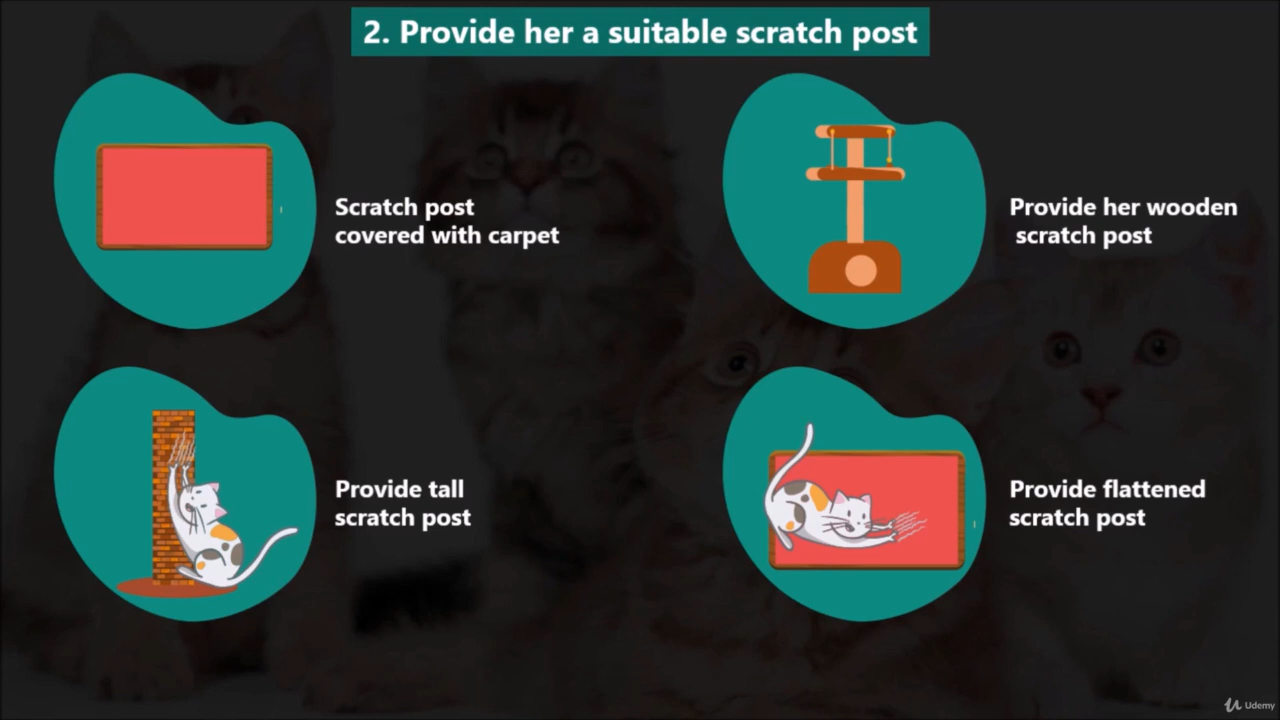 2. Provide her a suitable scratch post
Scratch post
covered with carpet
Provide her wooden
scratch post
Provide tall
scratch post
Provide flattened
scratch post
Udemy